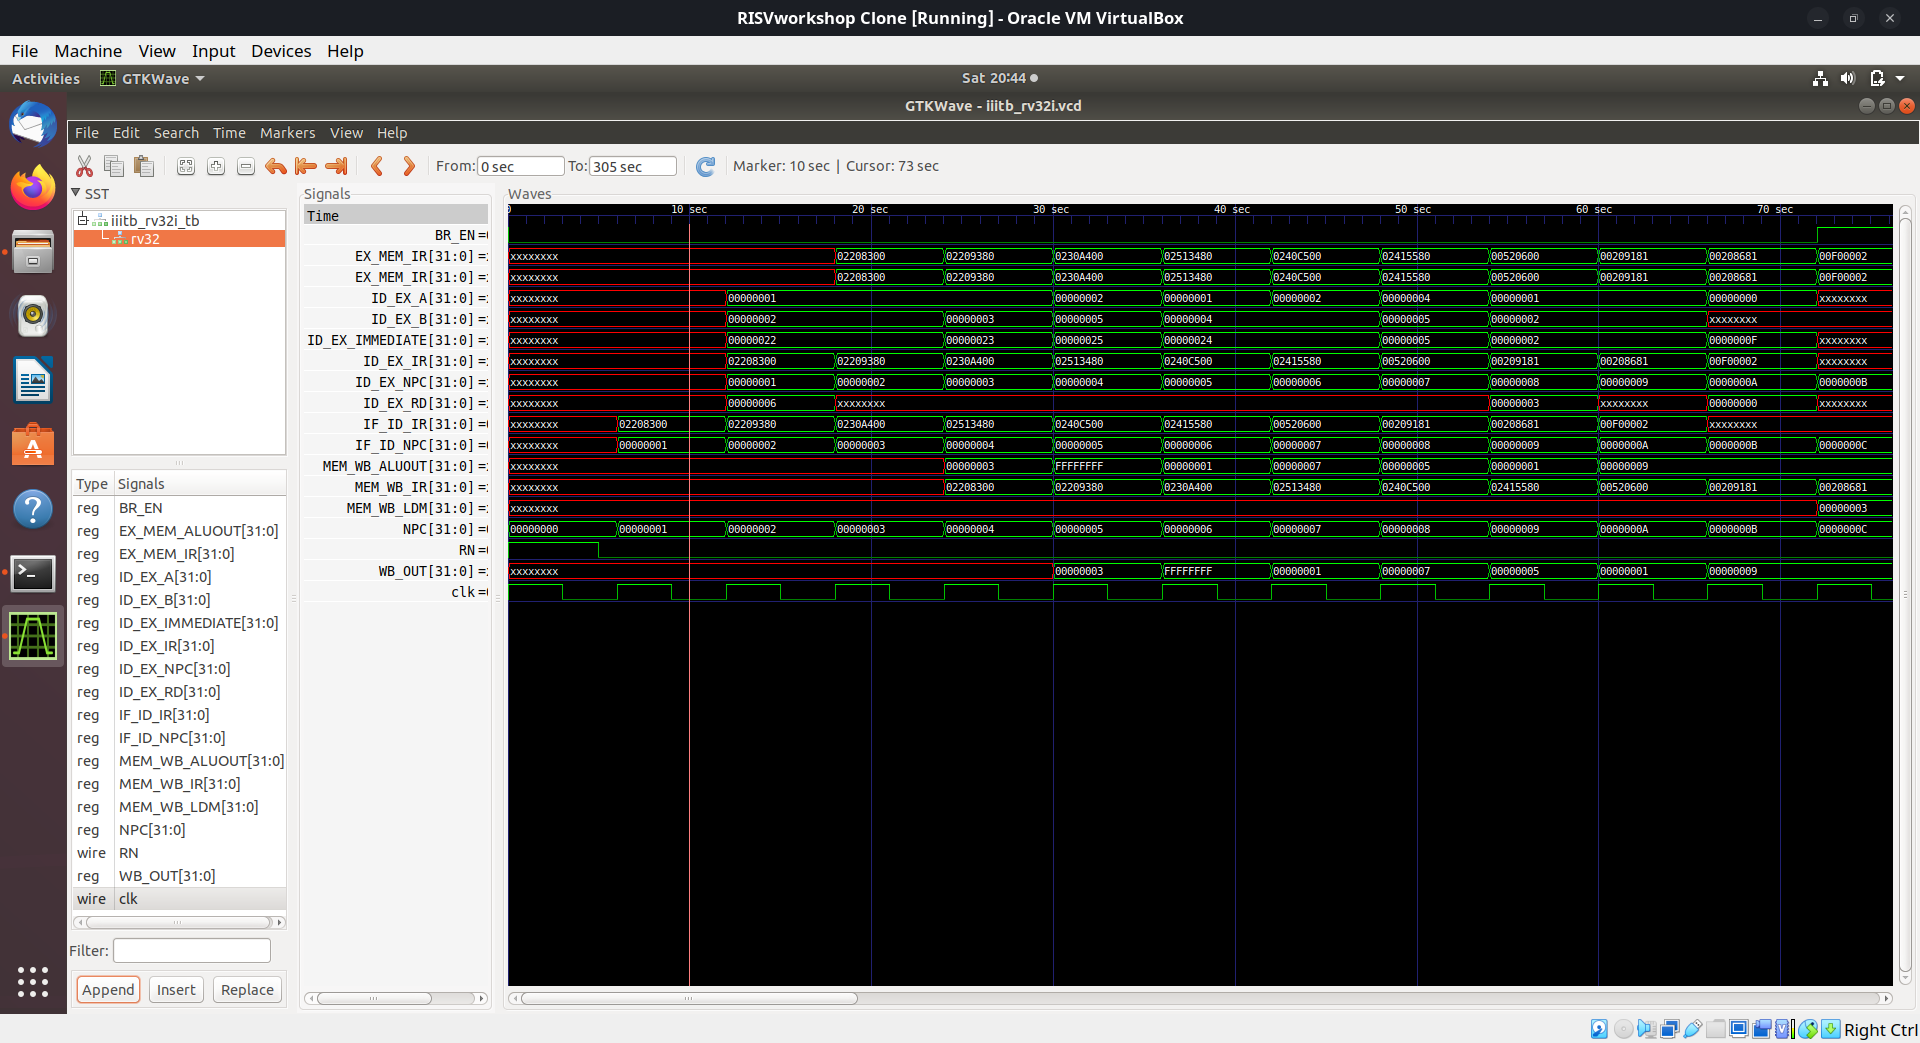 RISVworkshop Clone [Running] - Oracle VM VirtualBox
File Machine View Input Devices Help
Activities GTKWave Sat 20:44
GTKWave - iiitb_rv32i.vcd
File Edit Search Time Markers View Help
From: 0 sec To: 305 sec Marker: 10 sec | Cursor: 73 sec
SST
iiitb_rv32i_tb
rv32
Type Signals
reg BR_EN
reg EX_MEM_ALUOUT[31:0]
reg EX_MEM_IR[31:0]
reg ID_EX_A[31:0]
reg ID_EX_B[31:0]
reg ID_EX_IMMEDIATE[31:0]
reg ID_EX_IR[31:0]
reg ID_EX_NPC[31:0]
reg ID_EX_RD[31:0]
reg IF_ID_IR[31:0]
reg IF_ID_NPC[31:0]
reg MEM_WB_ALUOUT[31:0]
reg MEM_WB_IR[31:0]
reg MEM_WB_LDM[31:0]
reg NPC[31:0]
wire RN
reg WB_OUT[31:0]
wire clk
Filter:
Append Insert Replace
Signals
Waves
Time 0 10 sec 20 sec 30 sec 40 sec 50 sec 60 sec 70 sec
BR_EN =
EX_MEM_IR[31:0] = xxxxxxxx 02208300 02209380 0230A400 02513480 0240C500 02415580 00520600 00209181 00208681 00F00002
EX_MEM_IR[31:0] = xxxxxxxx 02208300 02209380 0230A400 02513480 0240C500 02415580 00520600 00209181 00208681 00F00002
ID_EX_A[31:0] = xxxxxxxx 00000001 00000002 00000001 00000002 00000004 00000001 00000000 xxxxxxxx
ID_EX_B[31:0] = xxxxxxxx 00000002 00000003 00000005 00000004 00000005 00000002 xxxxxxxx
ID_EX_IMMEDIATE[31:0] = xxxxxxxx 00000022 00000023 00000025 00000024 00000005 00000002 0000000F xxxxxxxx
ID_EX_IR[31:0] = xxxxxxxx 02208300 02209380 0230A400 02513480 0240C500 02415580 00520600 00209181 00208681 00F00002 xxxxxxxx
ID_EX_NPC[31:0] = xxxxxxxx 00000001 00000002 00000003 00000004 00000005 00000006 00000007 00000008 00000009 0000000A 0000000B
ID_EX_RD[31:0] = xxxxxxxx 00000006 xxxxxxxx 00000003 xxxxxxxx 00000000 xxxxxxxx
IF_ID_IR[31:0] = xxxxxxxx 02208300 02209380 0230A400 02513480 0240C500 02415580 00520600 00209181 00208681 00F00002 xxxxxxxx
IF_ID_NPC[31:0] = xxxxxxxx 00000001 00000002 00000003 00000004 00000005 00000006 00000007 00000008 00000009 0000000A 0000000B 0000000C
MEM_WB_ALUOUT[31:0] = xxxxxxxx 00000003 FFFFFFFF 00000001 00000007 00000005 00000001 00000009
MEM_WB_IR[31:0] = xxxxxxxx 02208300 02209380 0230A400 02513480 0240C500 02415580 00520600 00209181 00208681
MEM_WB_LDM[31:0] = xxxxxxxx 00000003
NPC[31:0] = 00000000 00000001 00000002 00000003 00000004 00000005 00000006 00000007 00000008 00000009 0000000A 0000000B 0000000C
RN =
WB_OUT[31:0] = xxxxxxxx 00000003 FFFFFFFF 00000001 00000007 00000005 00000001 00000009
clk =
Right Ctrl